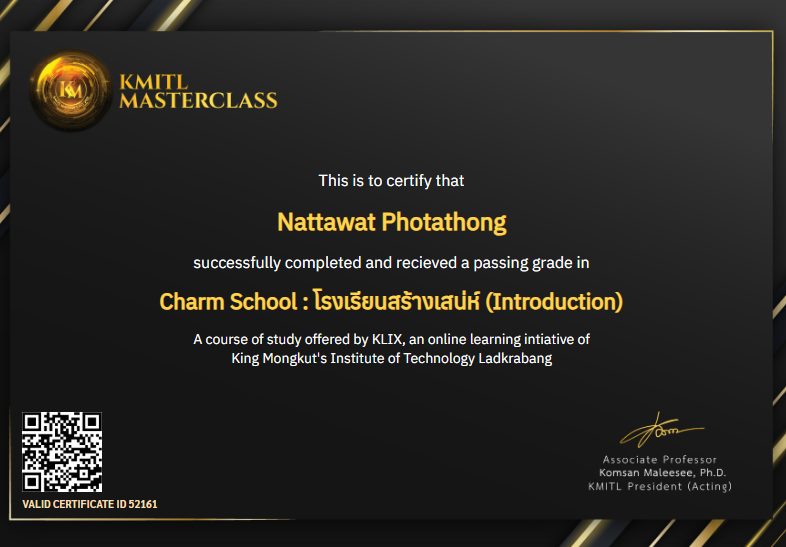 KM
KMITL
MASTERCLASS
This is to certify that
Nattawat Photathong
successfully completed and recieved a passing grade in
Charm School : โรงเรียนสร้างเสน่ห์ (Introduction)
A course of study offered by KLIX, an online learning intiative of
King Mongkut's Institute of Technology Ladkrabang
Associate Professor
Komsan Maleesee, Ph.D.
KMITL President (Acting)
VALID CERTIFICATE ID 52161